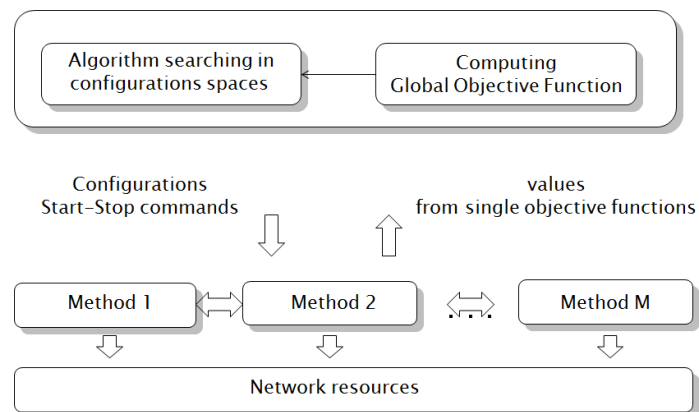 Algorithm searching in
configurations spaces
Computing
Global Objective Function
Configurations
Start-Stop commands
values
from single objective functions
Method 1
Method 2
. . .
Method M
Network resources